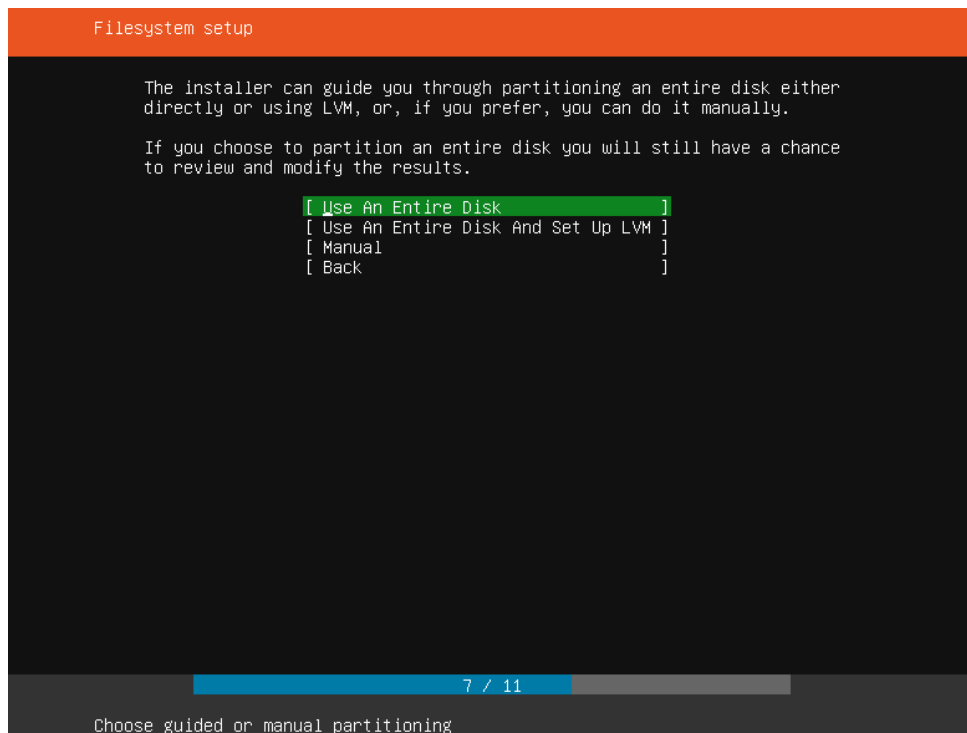 Filesystem setup
The installer can guide you through partitioning an entire disk either
directly or using LVM, or, if you prefer, you can do it manually.
If you choose to partition an entire disk you will still have a chance
to review and modify the results.
[ Use An Entire Disk ]
[ Use An Entire Disk And Set Up LVM ]
[ Manual ]
[ Back ]
7 / 11
Choose guided or manual partitioning